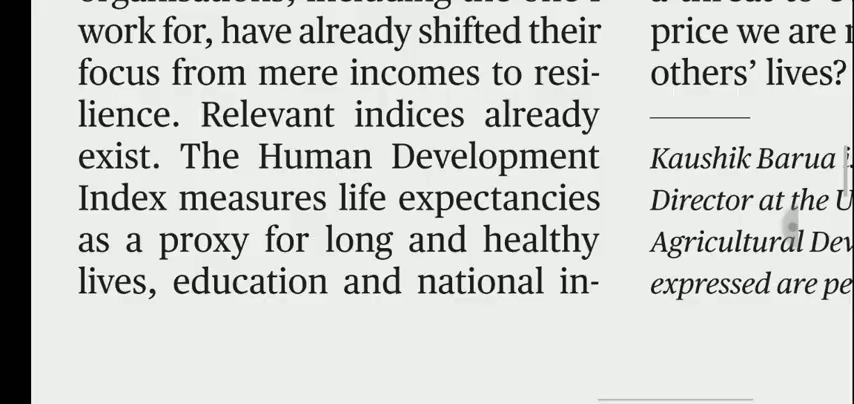 work for, have already shifted their
focus from mere incomes to resi-
lience. Relevant indices already
exist. The Human Development
Index measures life expectancies
as a proxy for long and healthy
lives, education and national in-
price we are
others’ lives?
Kaushik Barua
Director at the
Agricultural
expressed are